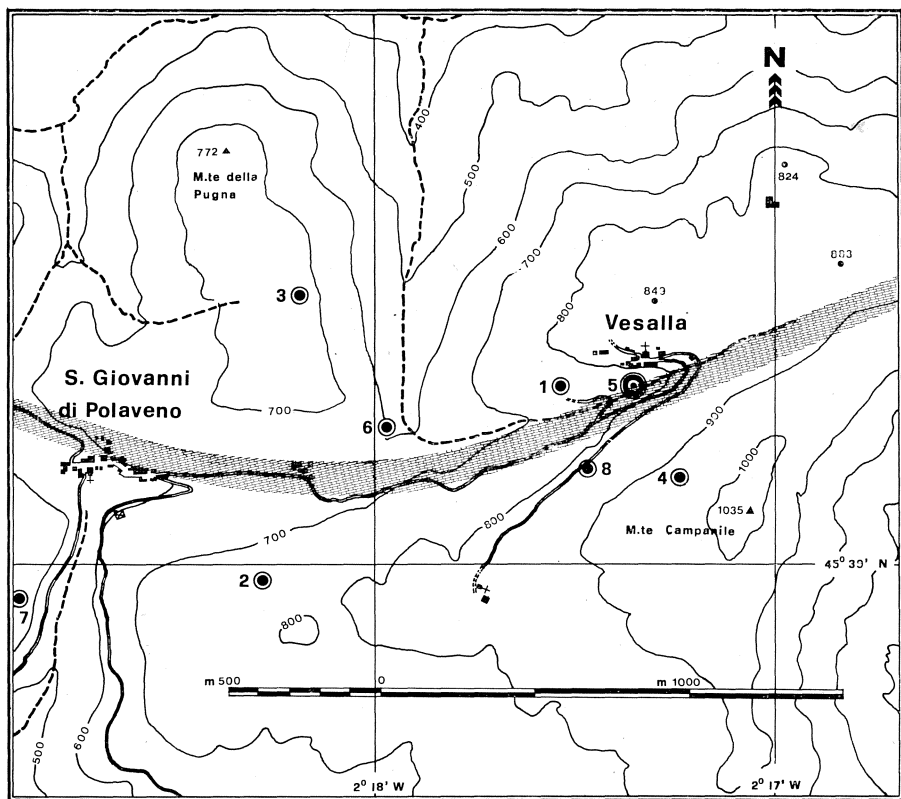 N
400
772
M.te della
Pugna
500
824
600
700
883
3
843
800
Vesalla
S. Giovanni
di Polaveno
1
5
700
6
900
8
4
1000
1035
M.te Campanile
700
800
45° 30' N
2
7
800
m 500
0
m 1000
500
600
2° 18' W
2° 17' W